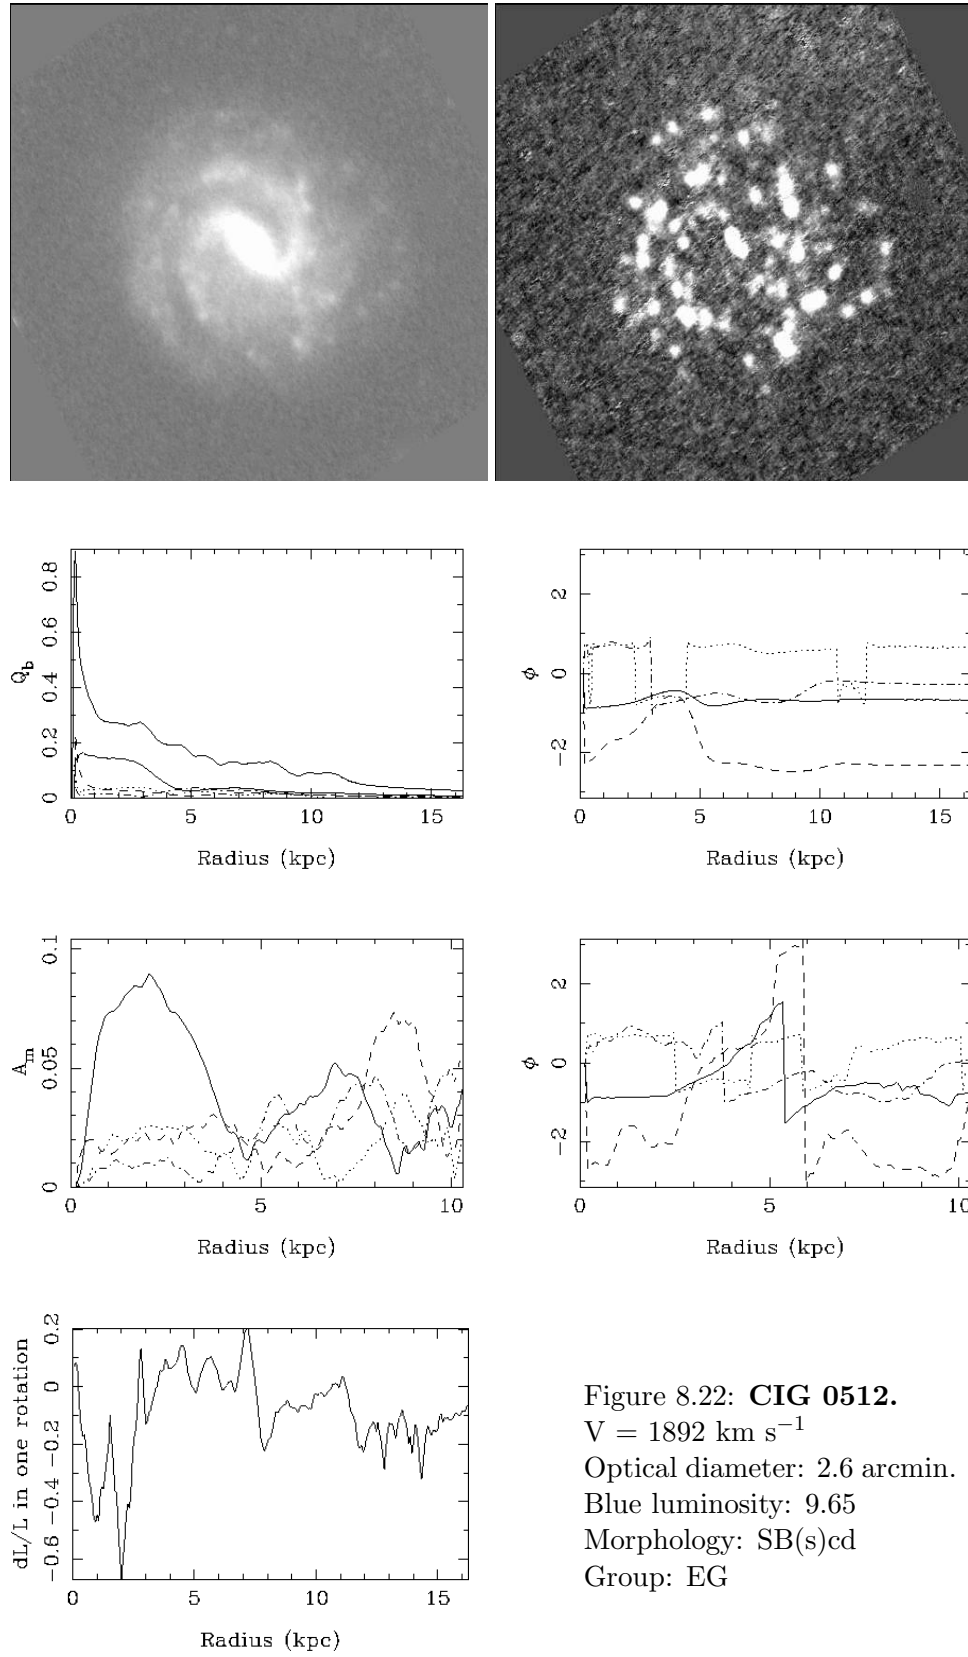 0.8
0.6
0.4
0.2
0
Q_b
0 5 10 15
Radius (kpc)
2
0
−2
φ
0 5 10 15
Radius (kpc)
0.1
0.05
0
A_m
0 5 10
Radius (kpc)
2
0
−2
φ
0 5 10
Radius (kpc)
0.2
0
−0.2
−0.4
−0.6
dL/L in one rotation
0 5 10 15
Radius (kpc)
Figure 8.22: CIG 0512.
V = 1892 km s⁻¹
Optical diameter: 2.6 arcmin.
Blue luminosity: 9.65
Morphology: SB(s)cd
Group: EG